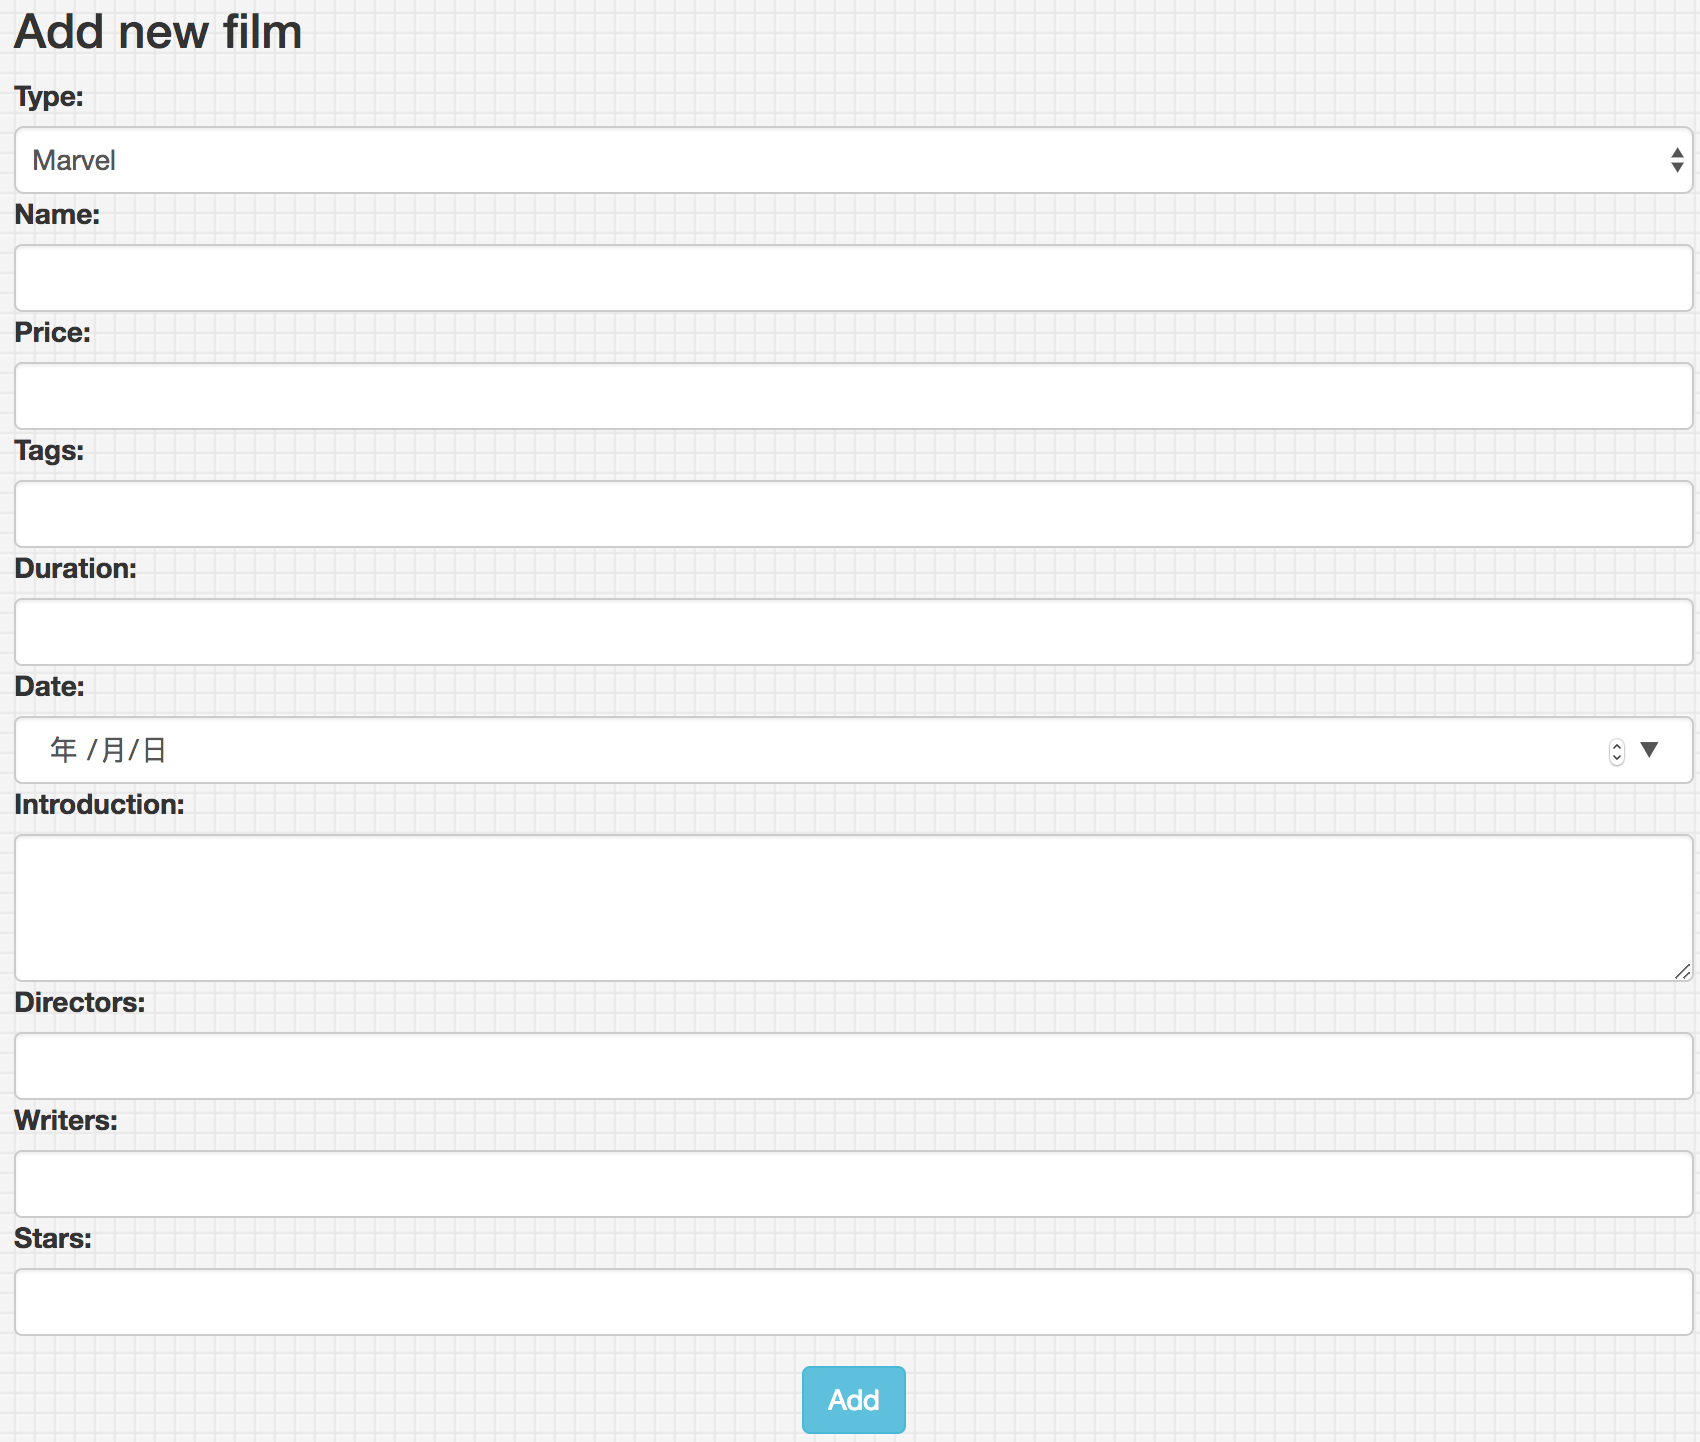 Add new film
Type:
Marvel
Name:
Price:
Tags:
Duration:
Date:
年 /月/日
Introduction:
Directors:
Writers:
Stars:
Add